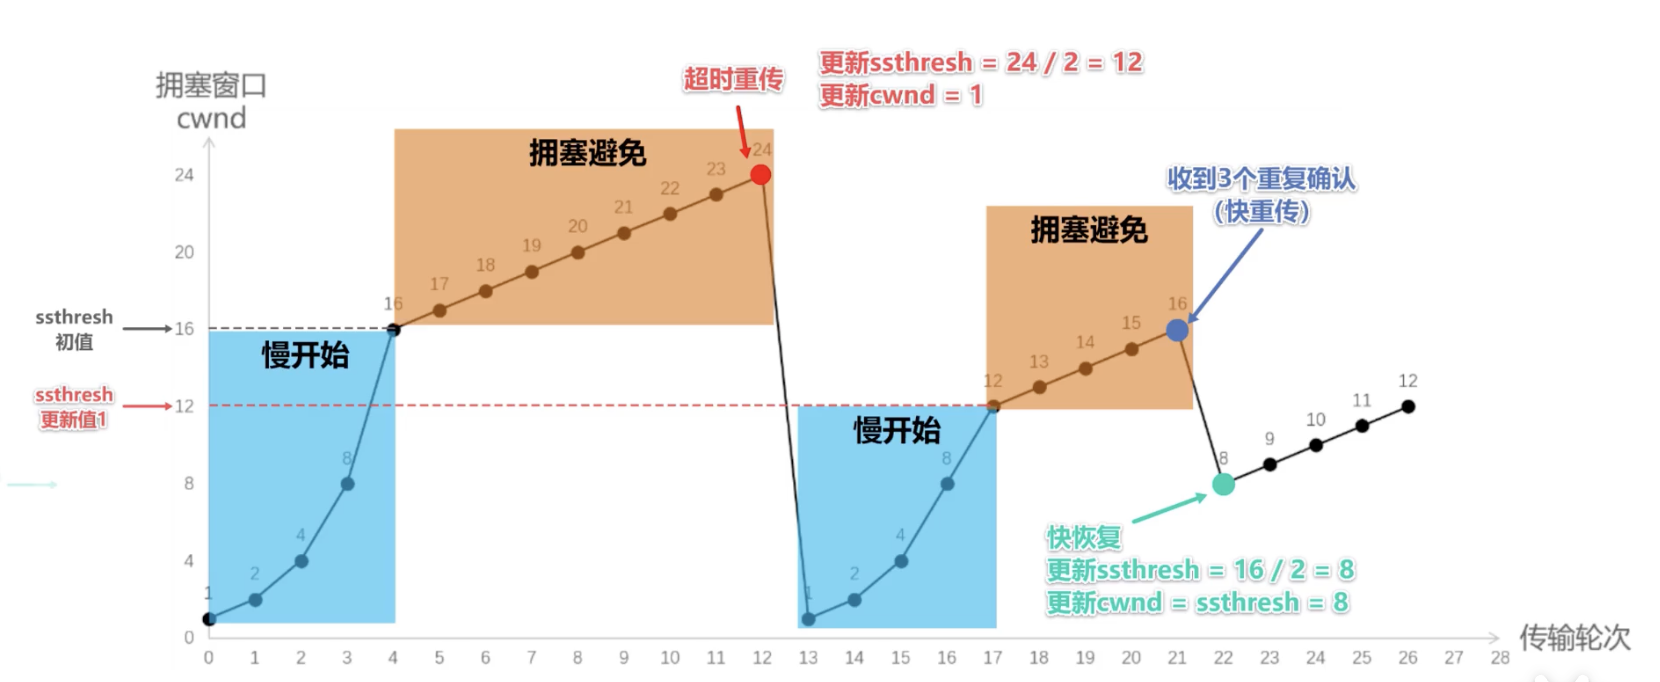 超时重传
更新ssthresh = 24 / 2 = 12
更新cwnd = 1
拥塞窗口
cwnd
拥塞避免
24
23
22
21
20
19
18
17
16
24
20
16
12
8
4
0
ssthresh
初值
ssthresh
更新值1
慢开始
1
2
4
8
收到3个重复确认
(快重传)
拥塞避免
12
13
14
15
16
慢开始
1
2
4
8
8
9
10
11
12
快恢复
更新ssthresh = 16 / 2 = 8
更新cwnd = ssthresh = 8
0 1 2 3 4 5 6 7 8 9 10 11 12 13 14 15 16 17 18 19 20 21 22 23 24 25 26 27 28
传输轮次